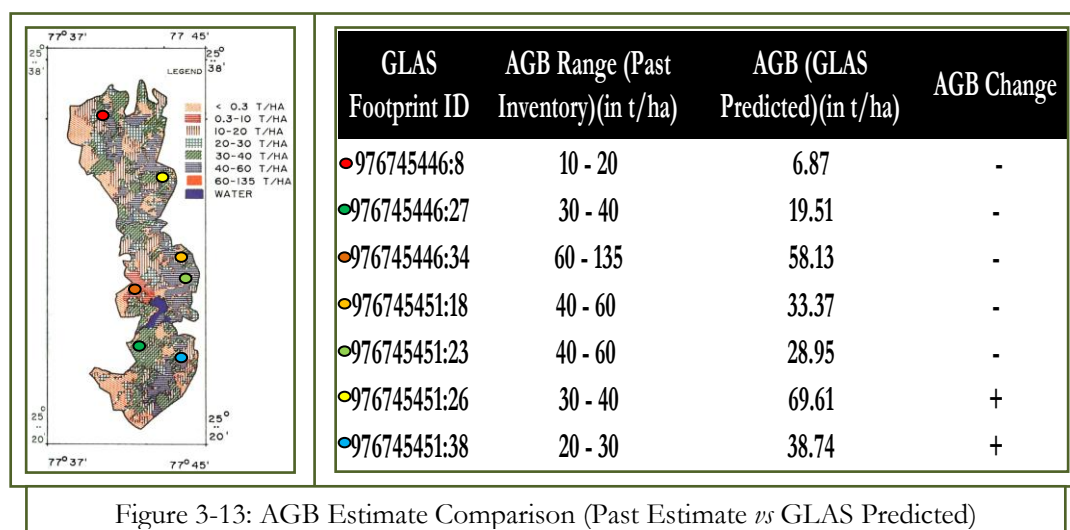 77° 37' 77 45'
25° 38'
25° 38'
LEGEND
< 0.3 T/HA
0.3-10 T/HA
10-20 T/HA
20-30 T/HA
30-40 T/HA
40-60 T/HA
60-135 T/HA
WATER
25° 20'
25° 20'
77° 37' 77° 45'
GLAS Footprint ID AGB Range (Past Inventory)(in t/ha) AGB (GLAS Predicted)(in t/ha) AGB Change
976745446:8 10 - 20 6.87 -
976745446:27 30 - 40 19.51 -
976745446:34 60 - 135 58.13 -
976745451:18 40 - 60 33.37 -
976745451:23 40 - 60 28.95 -
976745451:26 30 - 40 69.61 +
976745451:38 20 - 30 38.74 +
Figure 3-13: AGB Estimate Comparison (Past Estimate vs GLAS Predicted)